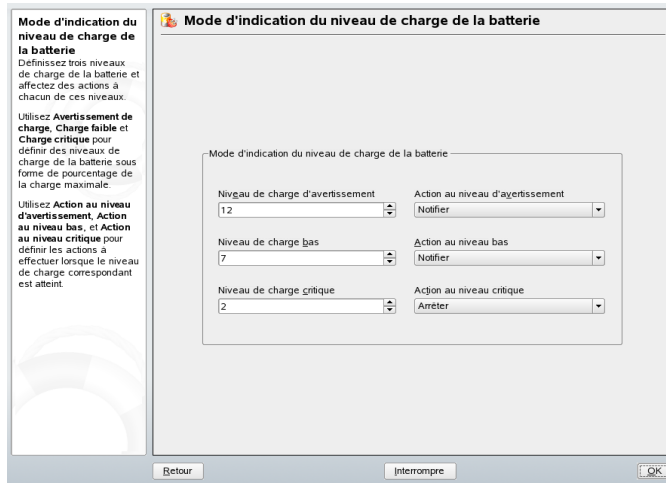 Mode d'indication du
niveau de charge de
la batterie
Définissez trois niveaux
de charge de la batterie et
affectez des actions à
chacun de ces niveaux.
Utilisez Avertissement de
charge, Charge faible et
Charge critique pour
définir des niveaux de
charge de la batterie sous
forme de pourcentage de
la charge maximale.
Utilisez Action au niveau
d'avertissement, Action
au niveau bas, et Action
au niveau critique pour
définir les actions à
effectuer lorsque le niveau
de charge correspondant
est atteint.
Mode d'indication du niveau de charge de la batterie
Mode d'indication du niveau de charge de la batterie
Niveau de charge d'avertissement
Action au niveau d'avertissement
12
Notifier
Niveau de charge bas
Action au niveau bas
7
Notifier
Niveau de charge critique
Action au niveau critique
2
Arrêter
Retour
Interrompre
OK